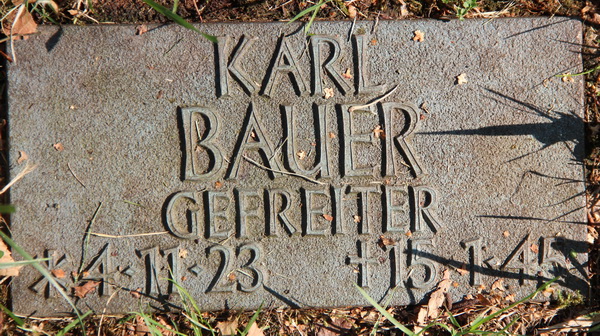 KARL
BAUER
GEFREITER
*4·11·23 †15·1·45